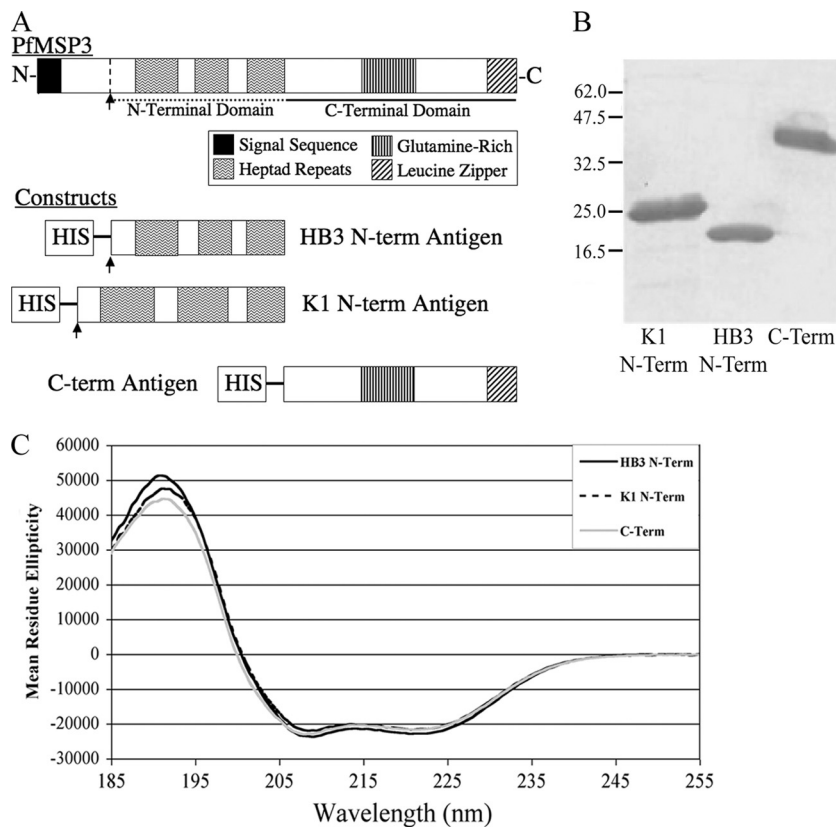 A
PfMSP3
N-
-C
N-Terminal Domain
C-Terminal Domain
Signal Sequence
Glutamine-Rich
Heptad Repeats
Leucine Zipper
Constructs
HIS
HB3 N-term Antigen
HIS
K1 N-term Antigen
C-term Antigen
HIS
B
62.0
47.5
32.5
25.0
16.5
K1
N-Term
HB3
N-Term
C-Term
C
60000
50000
40000
30000
20000
10000
0
-10000
-20000
-30000
Mean Residue Ellipticity
HB3 N-Term
K1 N-Term
C-Term
185
195
205
215
225
235
245
255
Wavelength (nm)